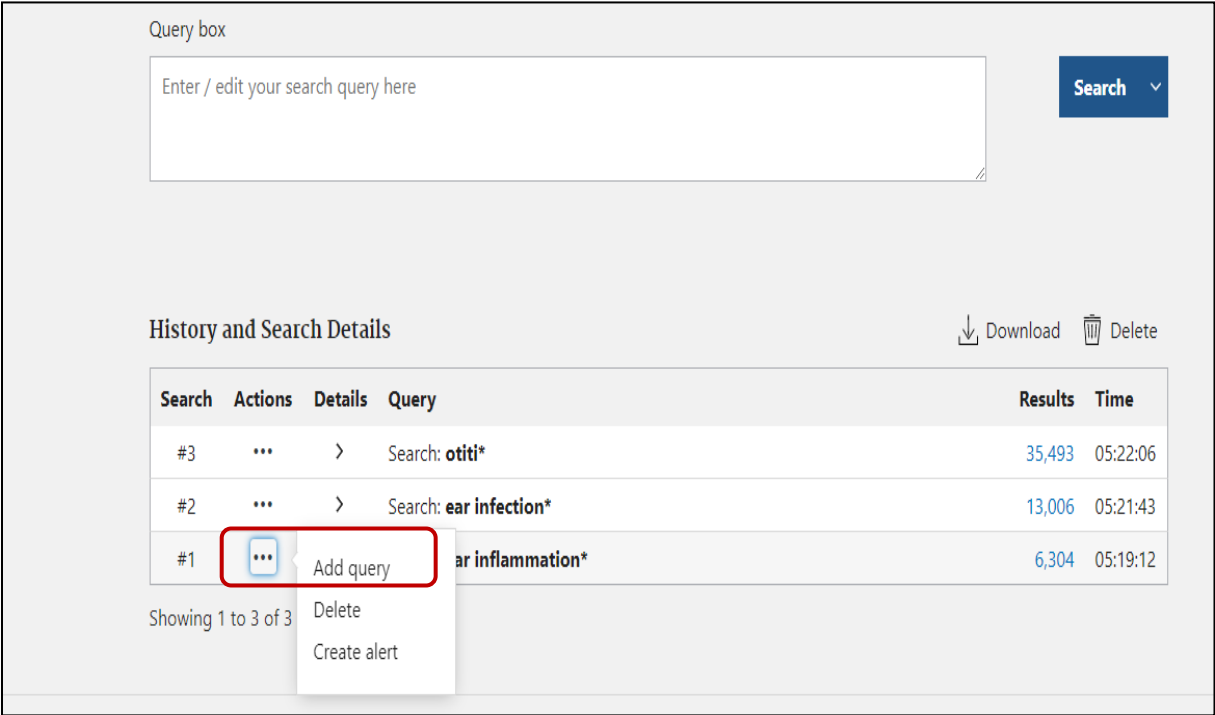 Query box
Enter / edit your search query here
Search
History and Search Details
Download Delete
Search Actions Details Query Results Time
#3 ••• > Search: otiti* 35,493 05:22:06
#2 ••• > Search: ear infection* 13,006 05:21:43
#1 ••• ar inflammation* 6,304 05:19:12
Add query
Showing 1 to 3 of 3
Delete
Create alert